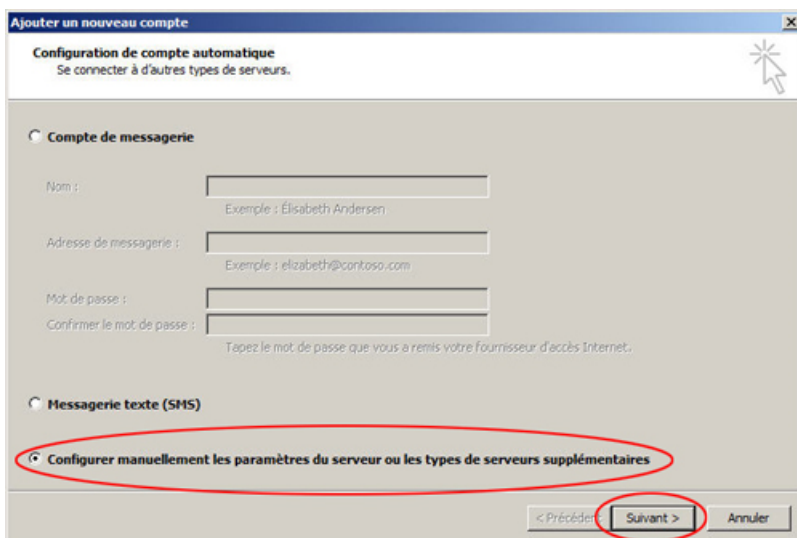 Ajouter un nouveau compte
Configuration de compte automatique
Se connecter à d'autres types de serveurs.
Compte de messagerie
Nom :
Exemple : Élisabeth Andersen
Adresse de messagerie :
Exemple : elizabeth@contoso.com
Mot de passe :
Confirmer le mot de passe :
Tapez le mot de passe que vous a remis votre fournisseur d'accès Internet.
Messagerie texte (SMS)
Configurer manuellement les paramètres du serveur ou les types de serveurs supplémentaires
< Précédent Suivant > Annuler